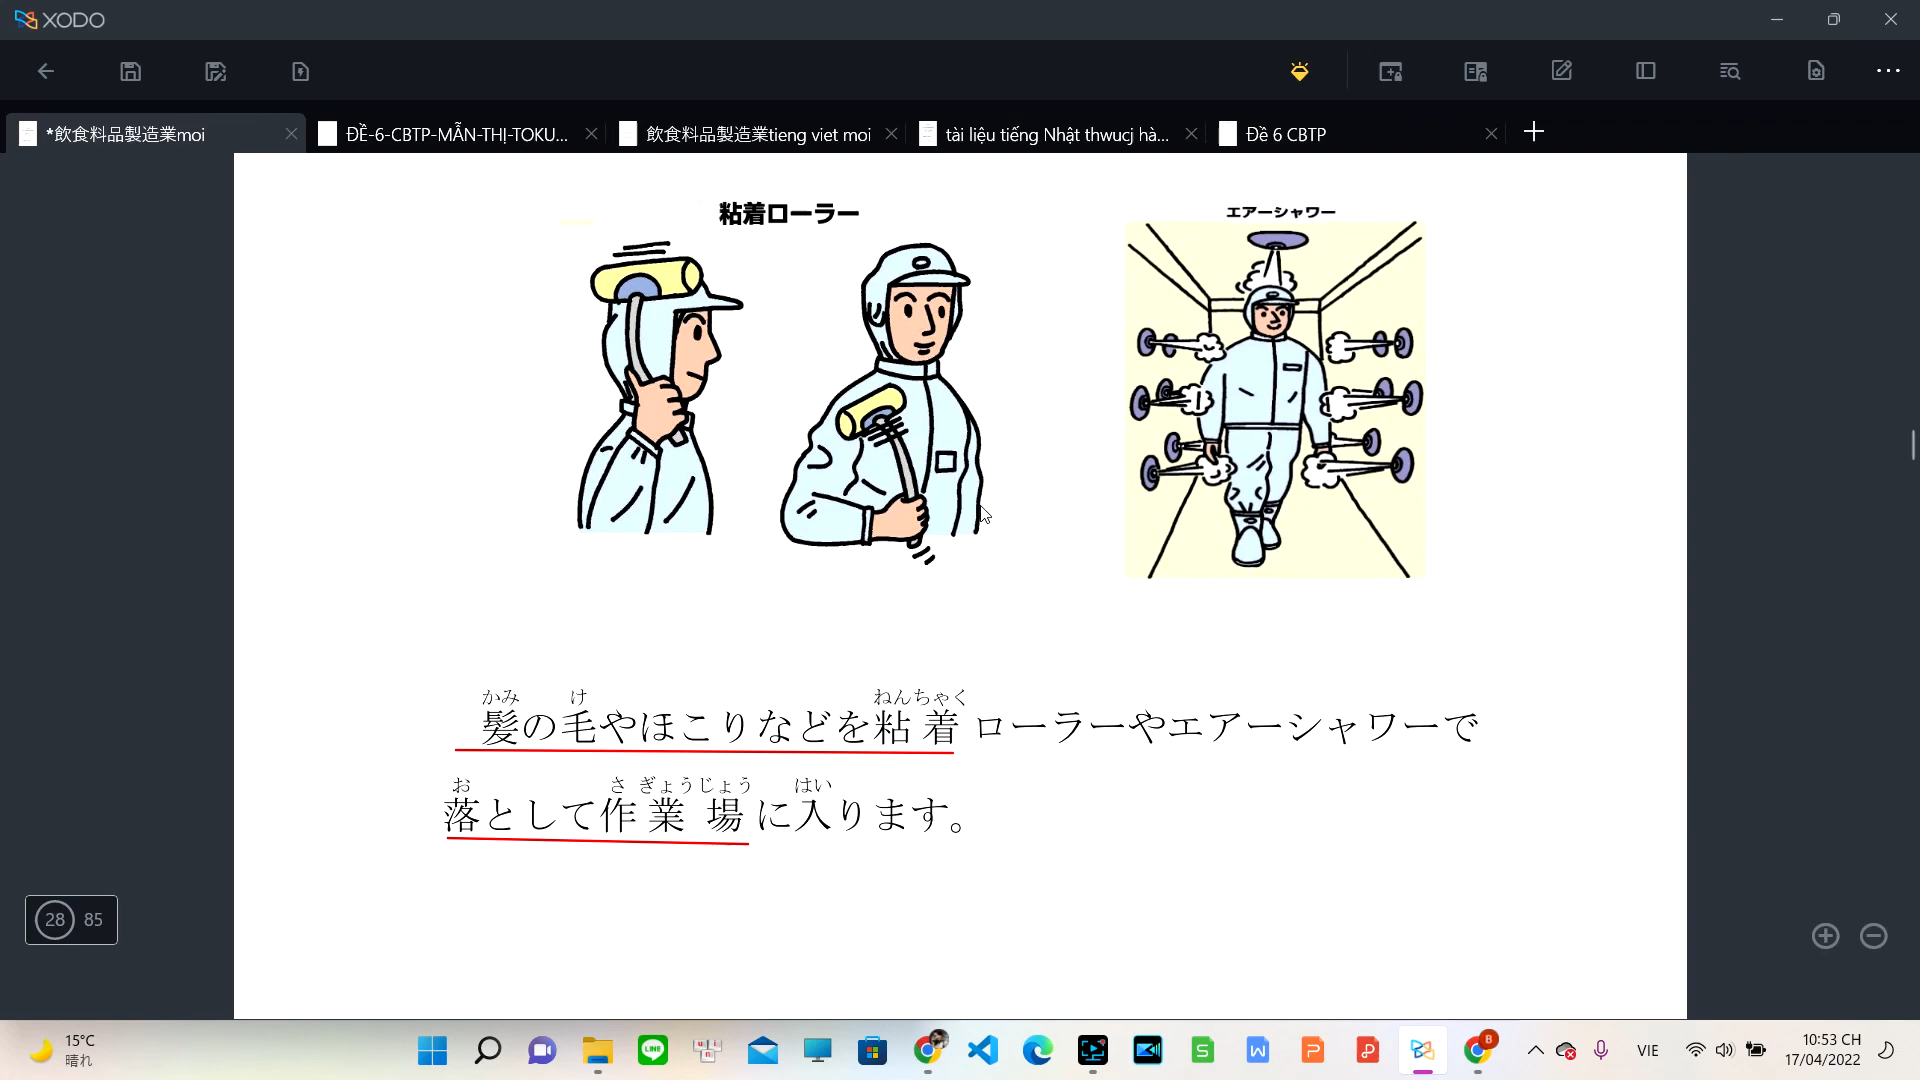 XODO
*飲食料品製造業moi
ĐỀ-6-CBTP-MẪN-THỊ-TOKU...
飲食料品製造業tieng viet moi
tài liệu tiếng Nhật thwucj hà...
Đề 6 CBTP
粘着ローラー
エアーシャワー
かみ け ねんちゃく
髪の毛やほこりなどを粘着ローラーやエアーシャワーで
お さ ぎょうじょう はい
落として作業場に入ります。
28 85
15°C
晴れ
VIE
10:53 CH
17/04/2022